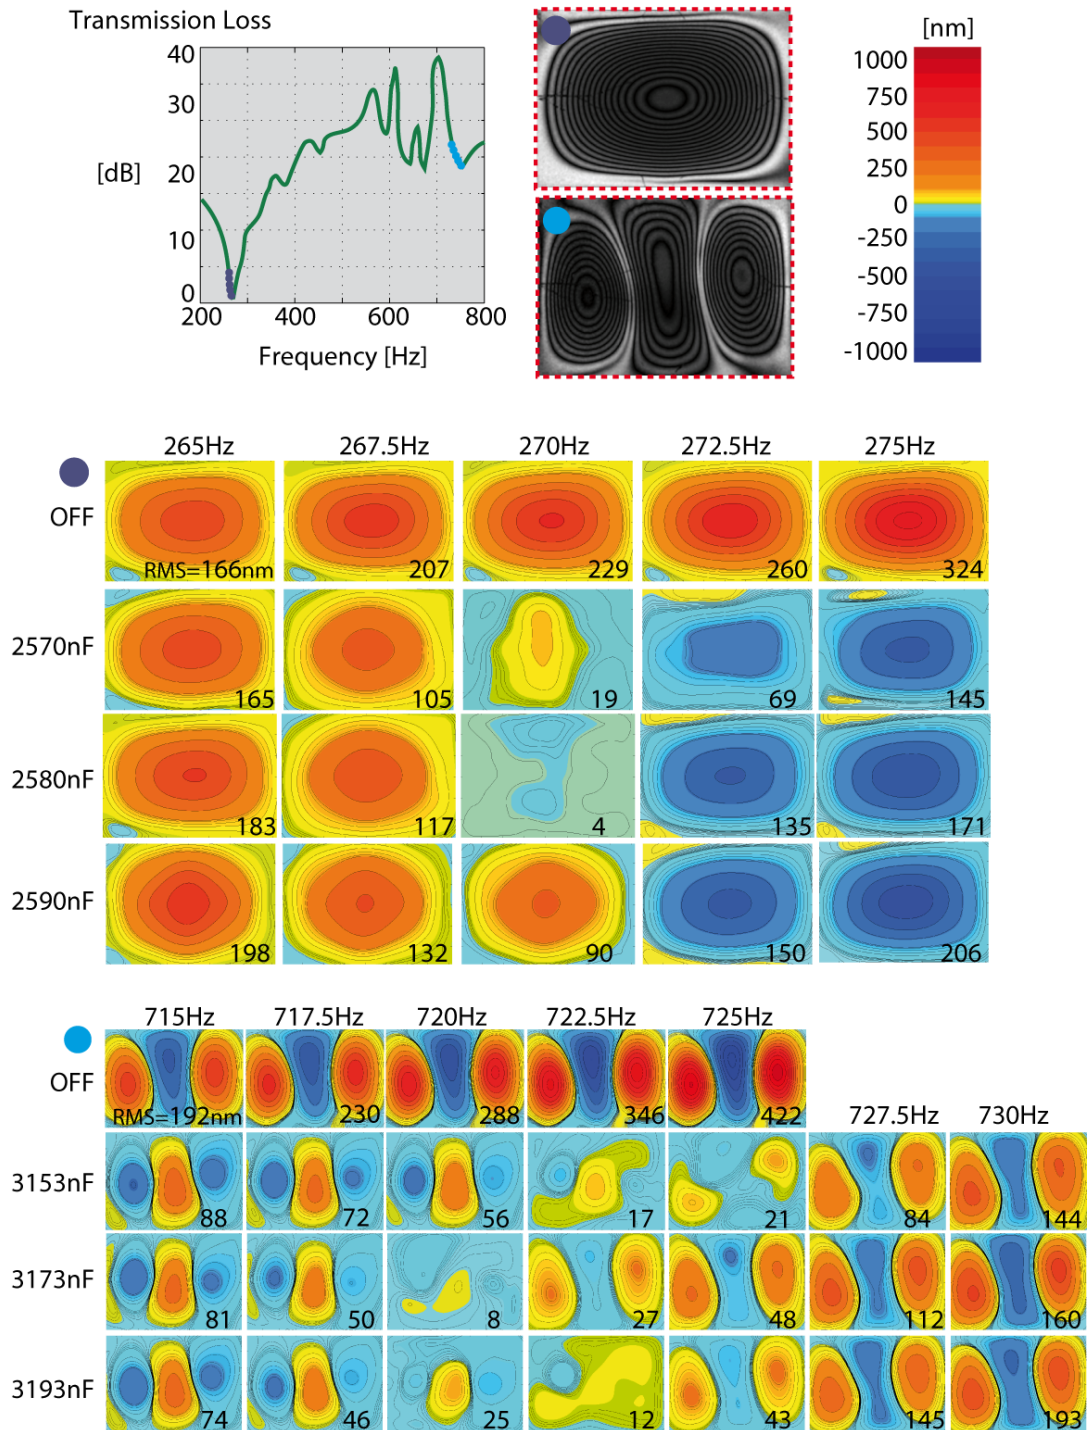 Transmission Loss
40
30
[dB]
20
10
0
200 400 600 800
Frequency [Hz]
[nm]
1000
750
500
250
0
-250
-500
-750
-1000
265Hz 267.5Hz 270Hz 272.5Hz 275Hz
OFF
RMS=166nm 207 229 260 324
2570nF
165 105 19 69 145
2580nF
183 117 4 135 171
2590nF
198 132 90 150 206
715Hz 717.5Hz 720Hz 722.5Hz 725Hz
OFF
RMS=192nm 230 288 346 422
727.5Hz 730Hz
3153nF
88 72 56 17 21 84 144
3173nF
81 50 8 27 48 112 160
3193nF
74 46 25 12 43 145 193